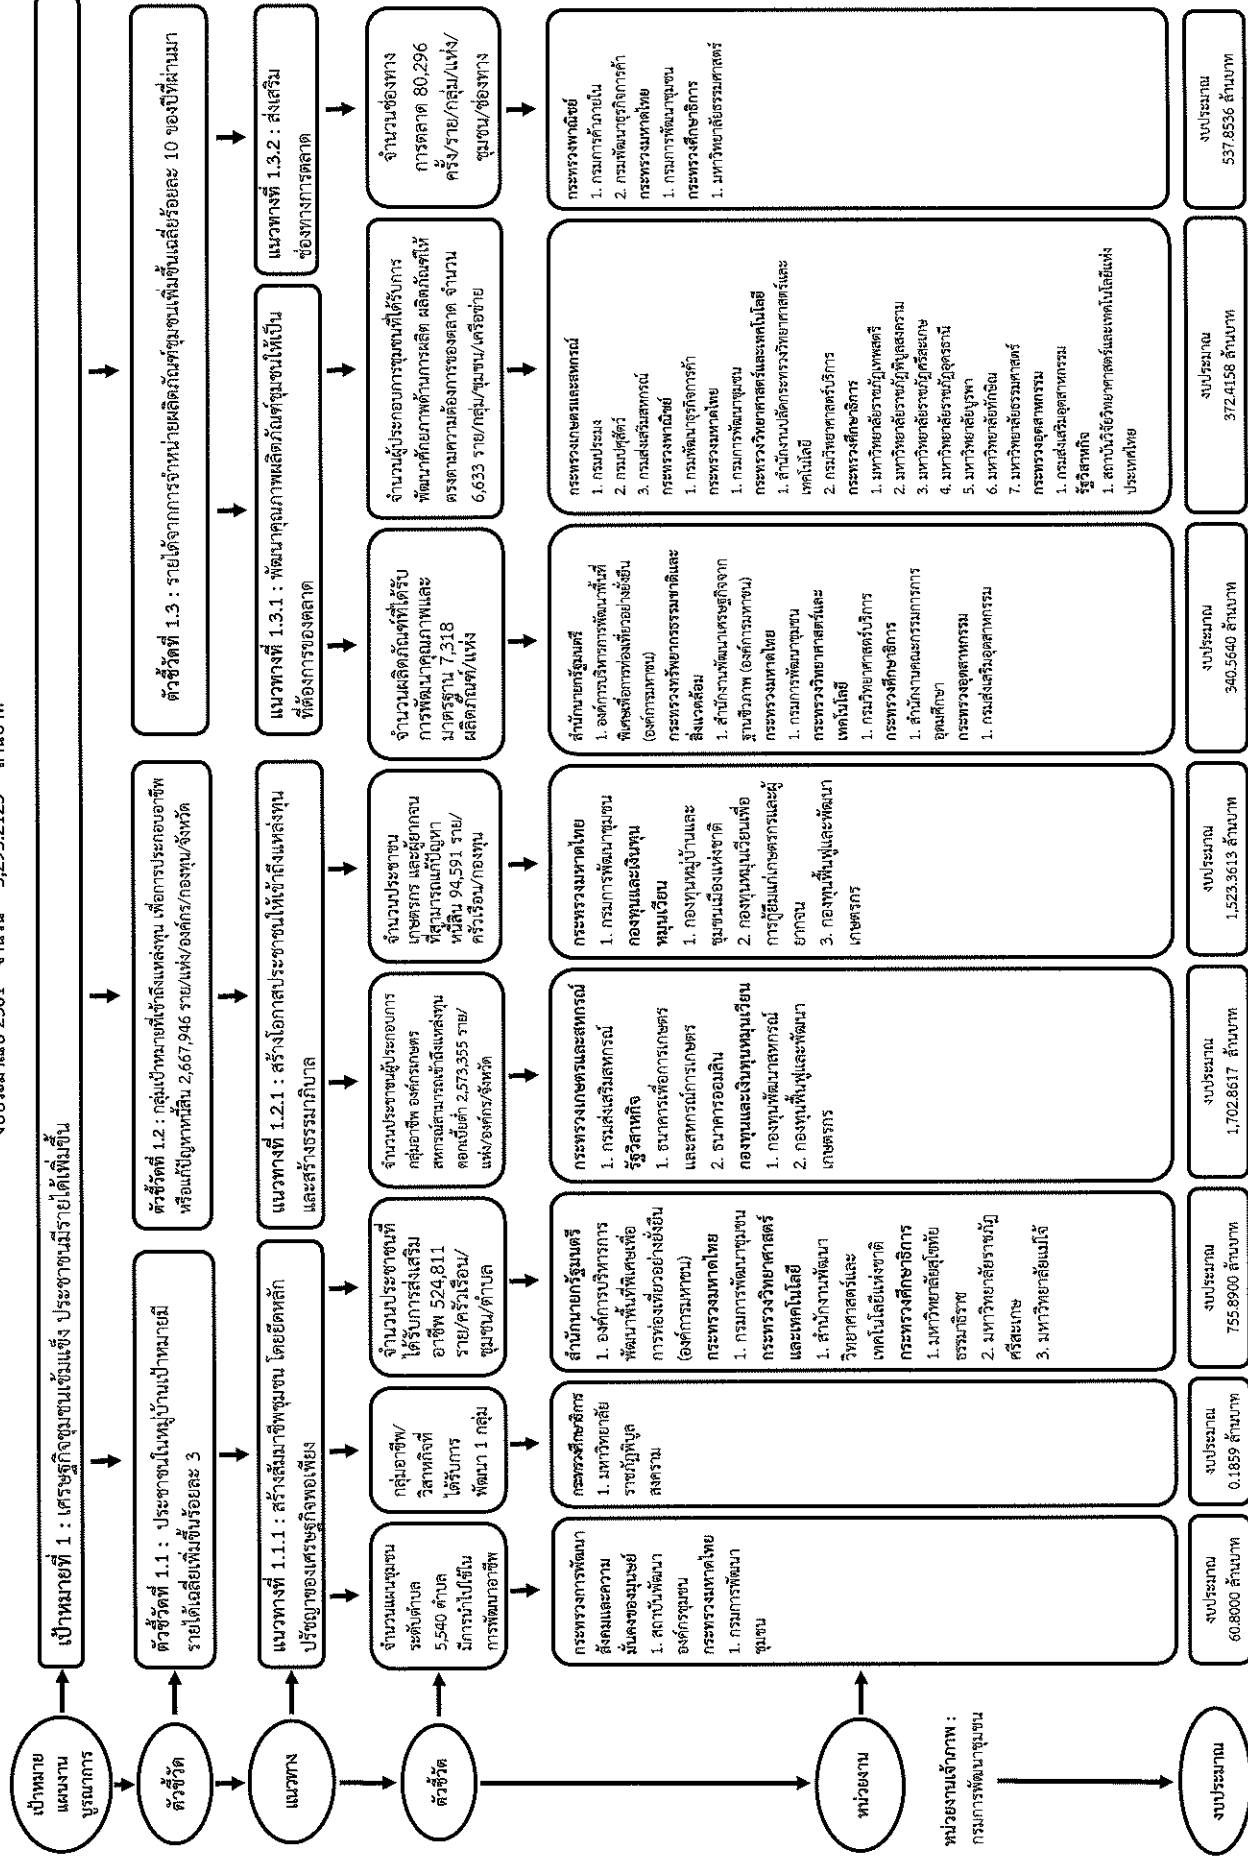 เป้าหมาย
แผนงาน
บูรณาการ
เป้าหมายที่ 1 : เศรษฐกิจชุมชนเข้มแข็ง ประชาชนมีรายได้เพิ่มขึ้น
ตัวชี้วัด
ตัวชี้วัดที่ 1.1 : ประชาชนในหมู่บ้านเป้าหมายมี
รายได้เฉลี่ยเพิ่มขึ้นร้อยละ 3
ตัวชี้วัดที่ 1.2 : กลุ่มเป้าหมายที่เข้าถึงแหล่งทุน เพื่อการประกอบอาชีพ
หรือแก้ปัญหาหนี้สิน 2,667,946 ราย/แห่ง/องค์กร/กองทุน/จังหวัด
ตัวชี้วัดที่ 1.3 : รายได้จากการจำหน่ายผลิตภัณฑ์ชุมชนเพิ่มขึ้นเฉลี่ยร้อยละ 10 ของปีที่ผ่านมา
แนวทาง
แนวทางที่ 1.1.1 : สร้างสัมมาชีพชุมชน โดยยึดหลัก
ปรัชญาของเศรษฐกิจพอเพียง
แนวทางที่ 1.2.1 : สร้างโอกาสประชาชนให้เข้าถึงแหล่งทุน
และสร้างธรรมาภิบาล
แนวทางที่ 1.3.1 : พัฒนาคุณภาพผลิตภัณฑ์ชุมชนให้เป็น
ที่ต้องการของตลาด
แนวทางที่ 1.3.2 : ส่งเสริม
ช่องทางการตลาด
ตัวชี้วัด
จำนวนแผนชุมชน
ระดับตำบล
5,540 ตำบล
มีการนำไปใช้ใน
การพัฒนาอาชีพ
กลุ่มอาชีพ/
วิสาหกิจที่
ได้รับการ
พัฒนา 1 กลุ่ม
จำนวนประชาชนที่
ได้รับการส่งเสริม
อาชีพ 524,811
ราย/ครัวเรือน/
ชุมชน/ตำบล
จำนวนประชาชนผู้ประกอบการ
กลุ่มอาชีพ องค์กรเกษตร
สหกรณ์สามารถเข้าถึงแหล่งทุน
ดอกเบี้ยต่ำ 2,573,355 ราย/
แห่ง/องค์กร/จังหวัด
จำนวนประชาชน
เกษตรกร และผู้ยากจน
ที่สามารถแก้ปัญหา
หนี้สิน 94,591 ราย/
ครัวเรือน/กองทุน
จำนวนผลิตภัณฑ์ที่ได้รับ
การพัฒนาคุณภาพและ
มาตรฐาน 7,318
ผลิตภัณฑ์/แห่ง
จำนวนผู้ประกอบการชุมชนที่ได้รับการ
พัฒนาศักยภาพด้านการผลิต ผลิตภัณฑ์ให้
ตรงตามความต้องการของตลาด จำนวน
6,633 ราย/กลุ่ม/ชุมชน/เครือข่าย
จำนวนช่องทาง
การตลาด 80,296
ครั้ง/ราย/กลุ่ม/แห่ง/
ชุมชน/ช่องทาง
หน่วยงาน
กระทรวงการพัฒนา
สังคมและความ
มั่นคงของมนุษย์
1. สถาบันพัฒนา
องค์กรชุมชน
กระทรวงมหาดไทย
1. กรมการพัฒนา
ชุมชน
กระทรวงศึกษาธิการ
1. มหาวิทยาลัย
ราชภัฏพิบูล
สงคราม
สำนักนายกรัฐมนตรี
1. องค์การบริหารการ
พัฒนาพื้นที่พิเศษเพื่อ
การท่องเที่ยวอย่างยั่งยืน
(องค์การมหาชน)
กระทรวงมหาดไทย
1. กรมการพัฒนาชุมชน
กระทรวงวิทยาศาสตร์
และเทคโนโลยี
1. สำนักงานพัฒนา
วิทยาศาสตร์และ
เทคโนโลยีแห่งชาติ
กระทรวงศึกษาธิการ
1.มหาวิทยาลัยสุโขทัย
ธรรมาธิราช
2. มหาวิทยาลัยราชภัฏ
ศรีสะเกษ
3. มหาวิทยาลัยแม่โจ้
กระทรวงเกษตรและสหกรณ์
1. กรมส่งเสริมสหกรณ์
รัฐวิสาหกิจ
1. ธนาคารเพื่อการเกษตร
และสหกรณ์การเกษตร
2. ธนาคารออมสิน
กองทุนและเงินทุนหมุนเวียน
1. กองทุนพัฒนาสหกรณ์
2. กองทุนฟื้นฟูและพัฒนา
เกษตรกร
กระทรวงมหาดไทย
1. กรมการพัฒนาชุมชน
กองทุนและเงินทุน
หมุนเวียน
1. กองทุนหมู่บ้านและ
ชุมชนเมืองแห่งชาติ
2. กองทุนหมุนเวียนเพื่อ
การกู้ยืมแก่เกษตรกรและผู้
ยากจน
3. กองทุนฟื้นฟูและพัฒนา
เกษตรกร
สำนักนายกรัฐมนตรี
1. องค์การบริหารการพัฒนาพื้นที่
พิเศษเพื่อการท่องเที่ยวอย่างยั่งยืน
(องค์การมหาชน)
กระทรวงทรัพยากรธรรมชาติและ
สิ่งแวดล้อม
1. สำนักงานพัฒนาเศรษฐกิจจาก
ฐานชีวภาพ (องค์การมหาชน)
กระทรวงมหาดไทย
1. กรมการพัฒนาชุมชน
กระทรวงวิทยาศาสตร์และ
เทคโนโลยี
1. กรมวิทยาศาสตร์บริการ
กระทรวงศึกษาธิการ
1. สำนักงานคณะกรรมการการ
อุดมศึกษา
กระทรวงอุตสาหกรรม
1. กรมส่งเสริมอุตสาหกรรม
กระทรวงเกษตรและสหกรณ์
1. กรมประมง
2. กรมปศุสัตว์
3. กรมส่งเสริมสหกรณ์
กระทรวงพาณิชย์
1. กรมพัฒนาธุรกิจการค้า
กระทรวงมหาดไทย
1. กรมการพัฒนาชุมชน
กระทรวงวิทยาศาสตร์และเทคโนโลยี
1. สำนักงานปลัดกระทรวงวิทยาศาสตร์และ
เทคโนโลยี
2. กรมวิทยาศาสตร์บริการ
กระทรวงศึกษาธิการ
1. มหาวิทยาลัยราชภัฏเทพสตรี
2. มหาวิทยาลัยราชภัฏพิบูลสงคราม
3. มหาวิทยาลัยราชภัฏศรีสะเกษ
4. มหาวิทยาลัยราชภัฏอุดรธานี
5. มหาวิทยาลัยบูรพา
6. มหาวิทยาลัยทักษิณ
7. มหาวิทยาลัยธรรมศาสตร์
กระทรวงอุตสาหกรรม
1. กรมส่งเสริมอุตสาหกรรม
รัฐวิสาหกิจ
1. สถาบันวิจัยวิทยาศาสตร์และเทคโนโลยีแห่ง
ประเทศไทย
กระทรวงพาณิชย์
1. กรมการค้าภายใน
2. กรมพัฒนาธุรกิจการค้า
กระทรวงมหาดไทย
1. กรมการพัฒนาชุมชน
กระทรวงศึกษาธิการ
1. มหาวิทยาลัยธรรมศาสตร์
หน่วยงานเจ้าภาพ :
กรมการพัฒนาชุมชน
งบประมาณ
งบประมาณ
60.8000 ล้านบาท
งบประมาณ
0.1859 ล้านบาท
งบประมาณ
755.8900 ล้านบาท
งบประมาณ
1,702.8617 ล้านบาท
งบประมาณ
1,523.3613 ล้านบาท
งบประมาณ
340.5640 ล้านบาท
งบประมาณ
372.4158 ล้านบาท
งบประมาณ
537.8536 ล้านบาท